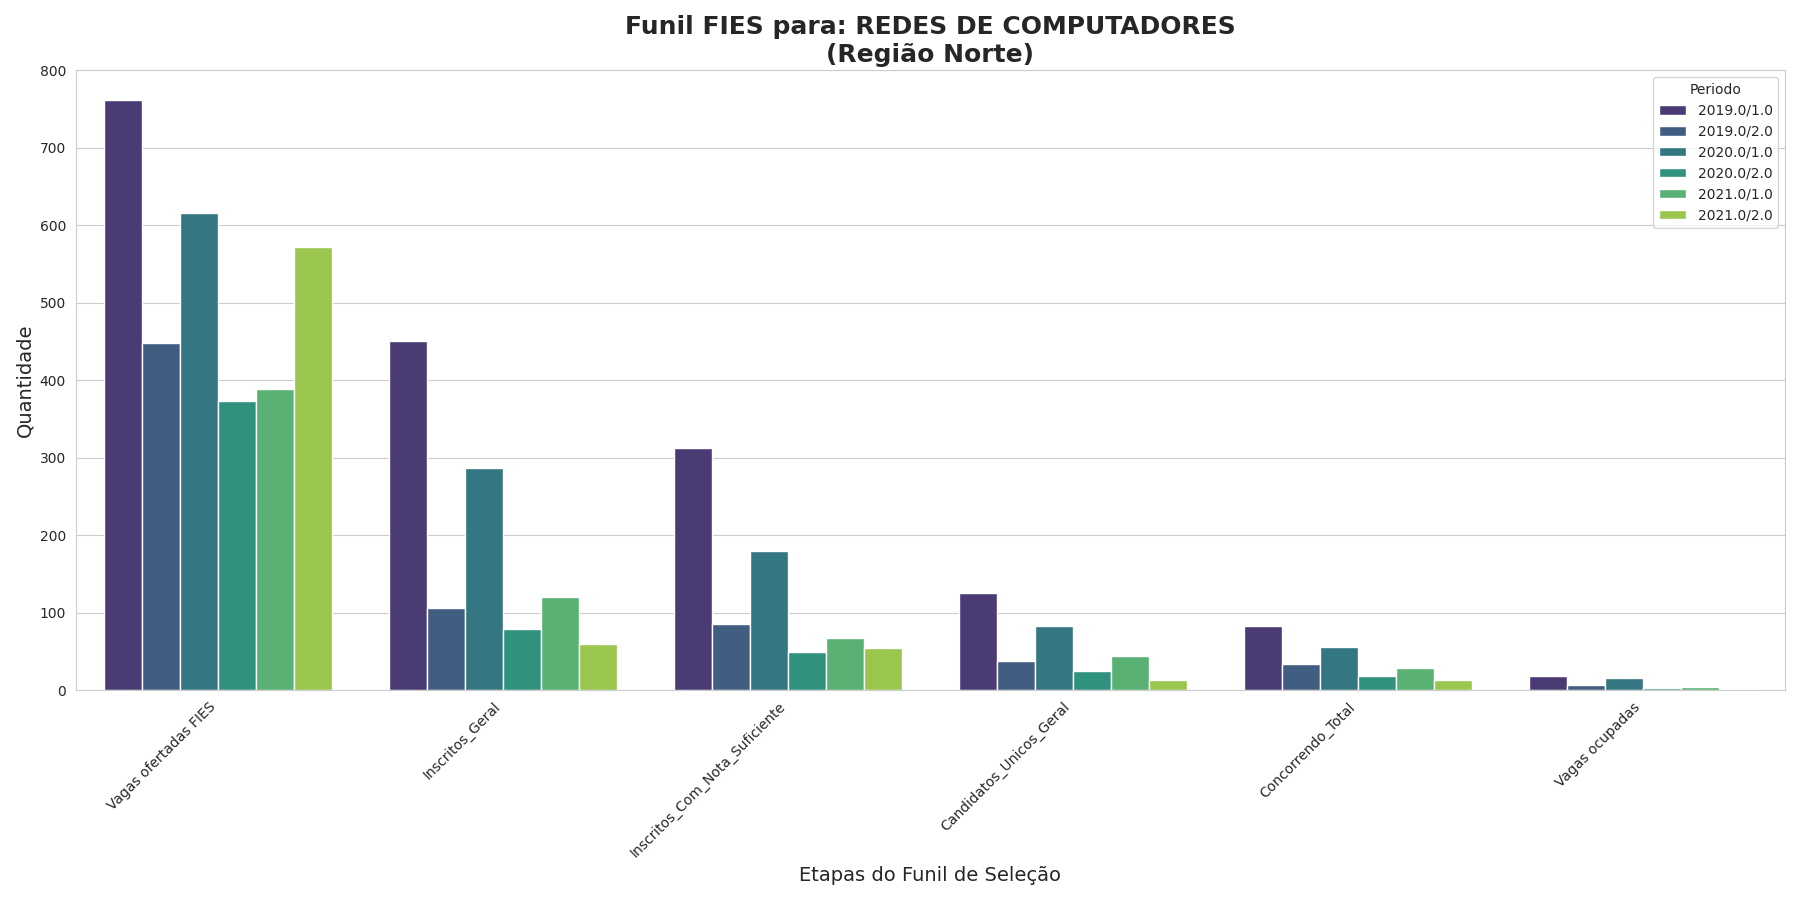 Funil FIES para: REDES DE COMPUTADORES
(Região Norte)
Quantidade
800
700
600
500
400
300
200
100
0
Periodo
2019.0/1.0
2019.0/2.0
2020.0/1.0
2020.0/2.0
2021.0/1.0
2021.0/2.0
Vagas ofertadas FIES
Inscritos_Geral
Inscritos_Com_Nota_Suficiente
Candidatos_Unicos_Geral
Concorrendo_Total
Vagas ocupadas
Etapas do Funil de Seleção